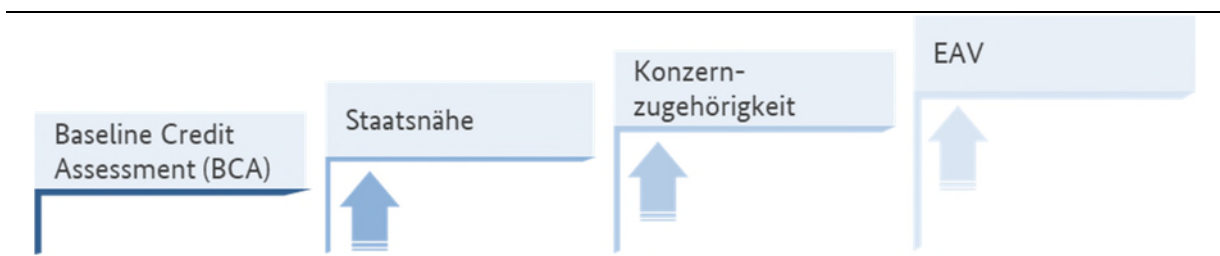 Baseline Credit
Assessment (BCA)
Staatsnähe
Konzern-
zugehörigkeit
EAV